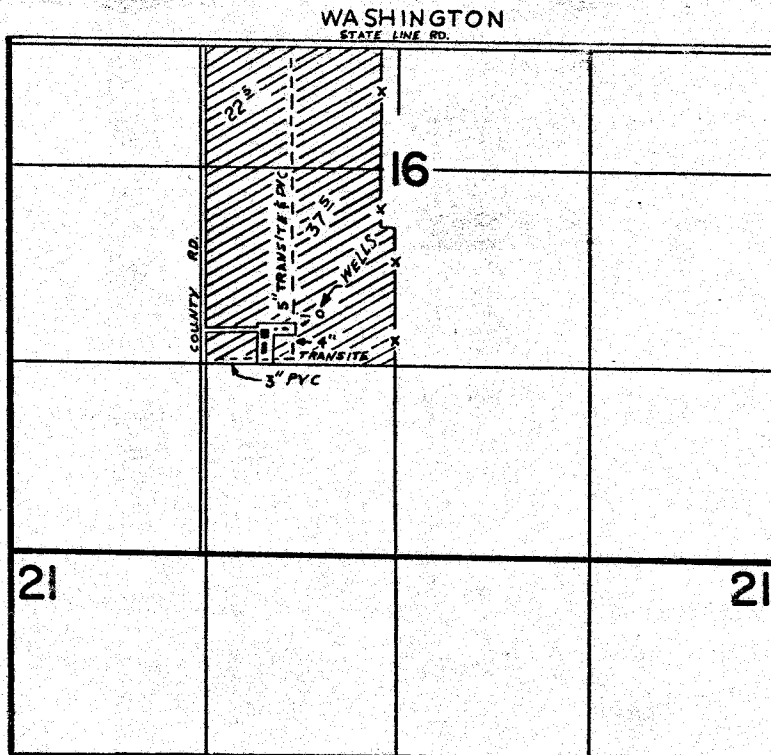 WASHINGTON
STATE LINE RD.
22 5
16
5" TRANSITE & PVC
37 5
WELLS
COUNTY RD.
4"
TRANSITE
3" PVC
21
21